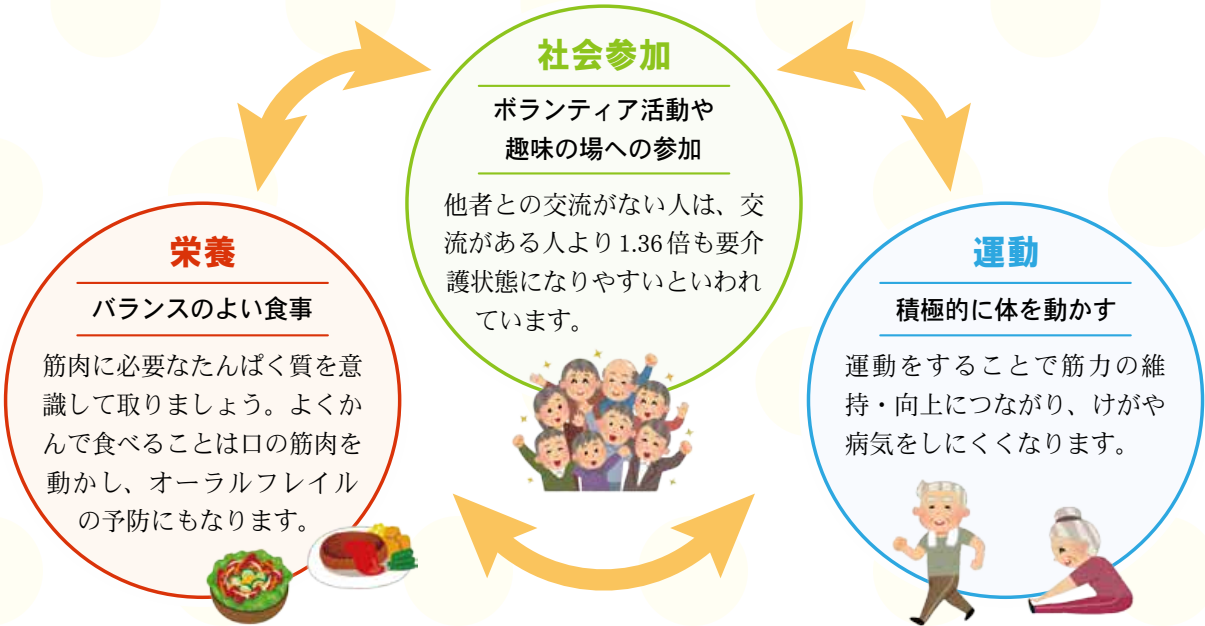 社会参加
ボランティア活動や
趣味の場への参加
他者との交流がない人は、交
流がある人より1.36倍も要介
護状態になりやすいといわれ
ています。
栄養
バランスのよい食事
筋肉に必要なたんぱく質を意
識して取りましょう。よくか
んで食べることは口の筋肉を
動かし、オーラルフレイル
の予防にもなります。
運動
積極的に体を動かす
運動をすることで筋力の維
持・向上につながり、けがや
病気をしにくくなります。